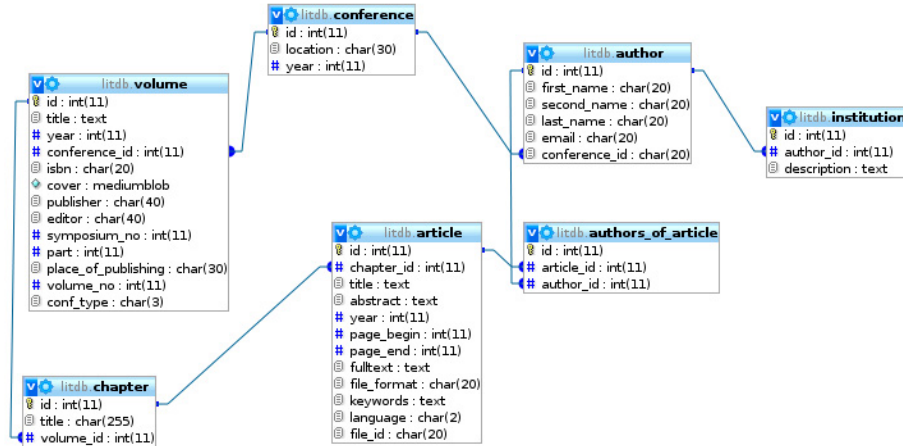 litdb.conference
id : int(11)
location : char(30)
year : int(11)
litdb.volume
id : int(11)
title : text
year : int(11)
conference_id : int(11)
isbn : char(20)
cover : mediumblob
publisher : char(40)
editor : char(40)
symposium_no : int(11)
part : int(11)
place_of_publishing : char(30)
volume_no : int(11)
conf_type : char(3)
litdb.author
id : int(11)
first_name : char(20)
second_name : char(20)
last_name : char(20)
email : char(20)
conference_id : char(20)
litdb.institution
id : int(11)
author_id : int(11)
description : text
litdb.article
id : int(11)
chapter_id : int(11)
title : text
abstract : text
year : int(11)
page_begin : int(11)
page_end : int(11)
fulltext : text
file_format : char(20)
keywords : text
language : char(2)
file_id : char(20)
litdb.authors_of_article
id : int(11)
article_id : int(11)
author_id : int(11)
litdb.chapter
id : int(11)
title : char(255)
volume_id : int(11)